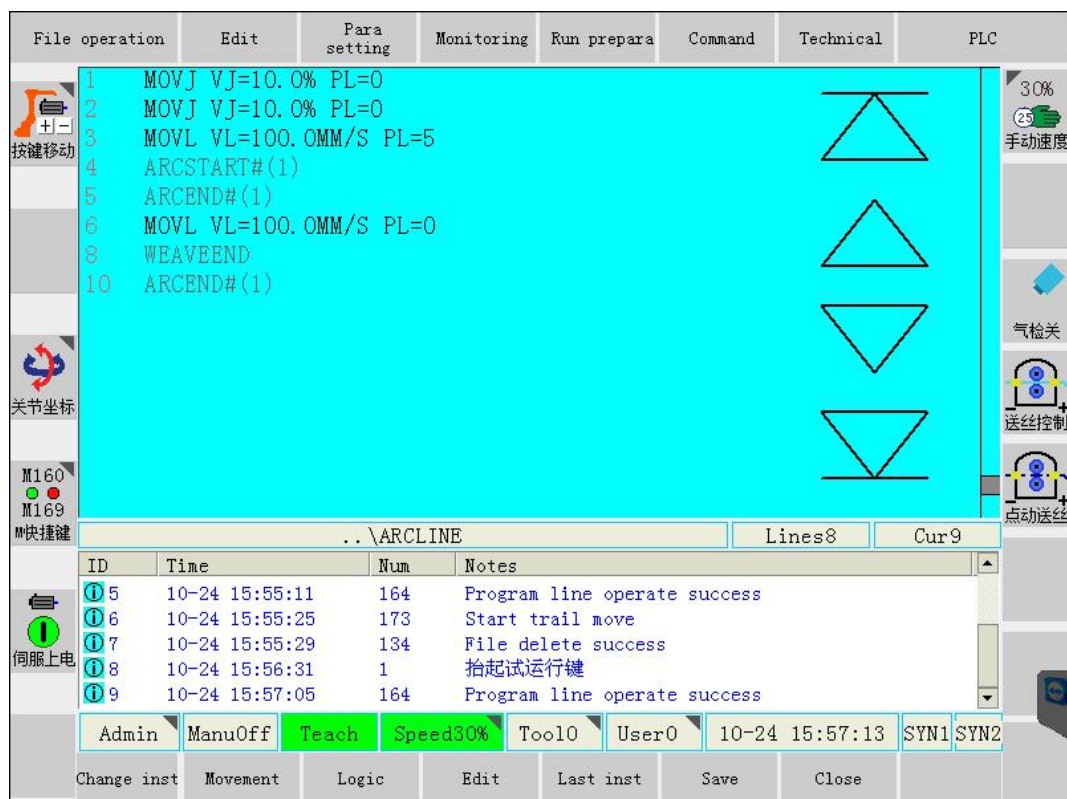 File operation Edit Para setting Monitoring Run prepara Command Technical PLC
1 MOVJ VJ=10.0% PL=0
2 MOVJ VJ=10.0% PL=0
3 MOVL VL=100.0MM/S PL=5
4 ARCSTART#(1)
5 ARCEND#(1)
6 MOVL VL=100.0MM/S PL=0
8 WEAVEEND
10 ARCEND#(1)
+ -
按键移动
关节坐标
M160
M169
M快捷键
伺服上电
30%
25
手动速度
气检关
- +
送丝控制
- +
点动送丝
..\ARCLINE Lines8 Cur9
ID Time Num Notes
5 10-24 15:55:11 164 Program line operate success
6 10-24 15:55:25 173 Start trail move
7 10-24 15:55:29 134 File delete success
8 10-24 15:56:31 1 抬起试运行键
9 10-24 15:57:05 164 Program line operate success
Admin ManuOff Teach Speed30% Tool0 User0 10-24 15:57:13 SYN1 SYN2
Change inst Movement Logic Edit Last inst Save Close